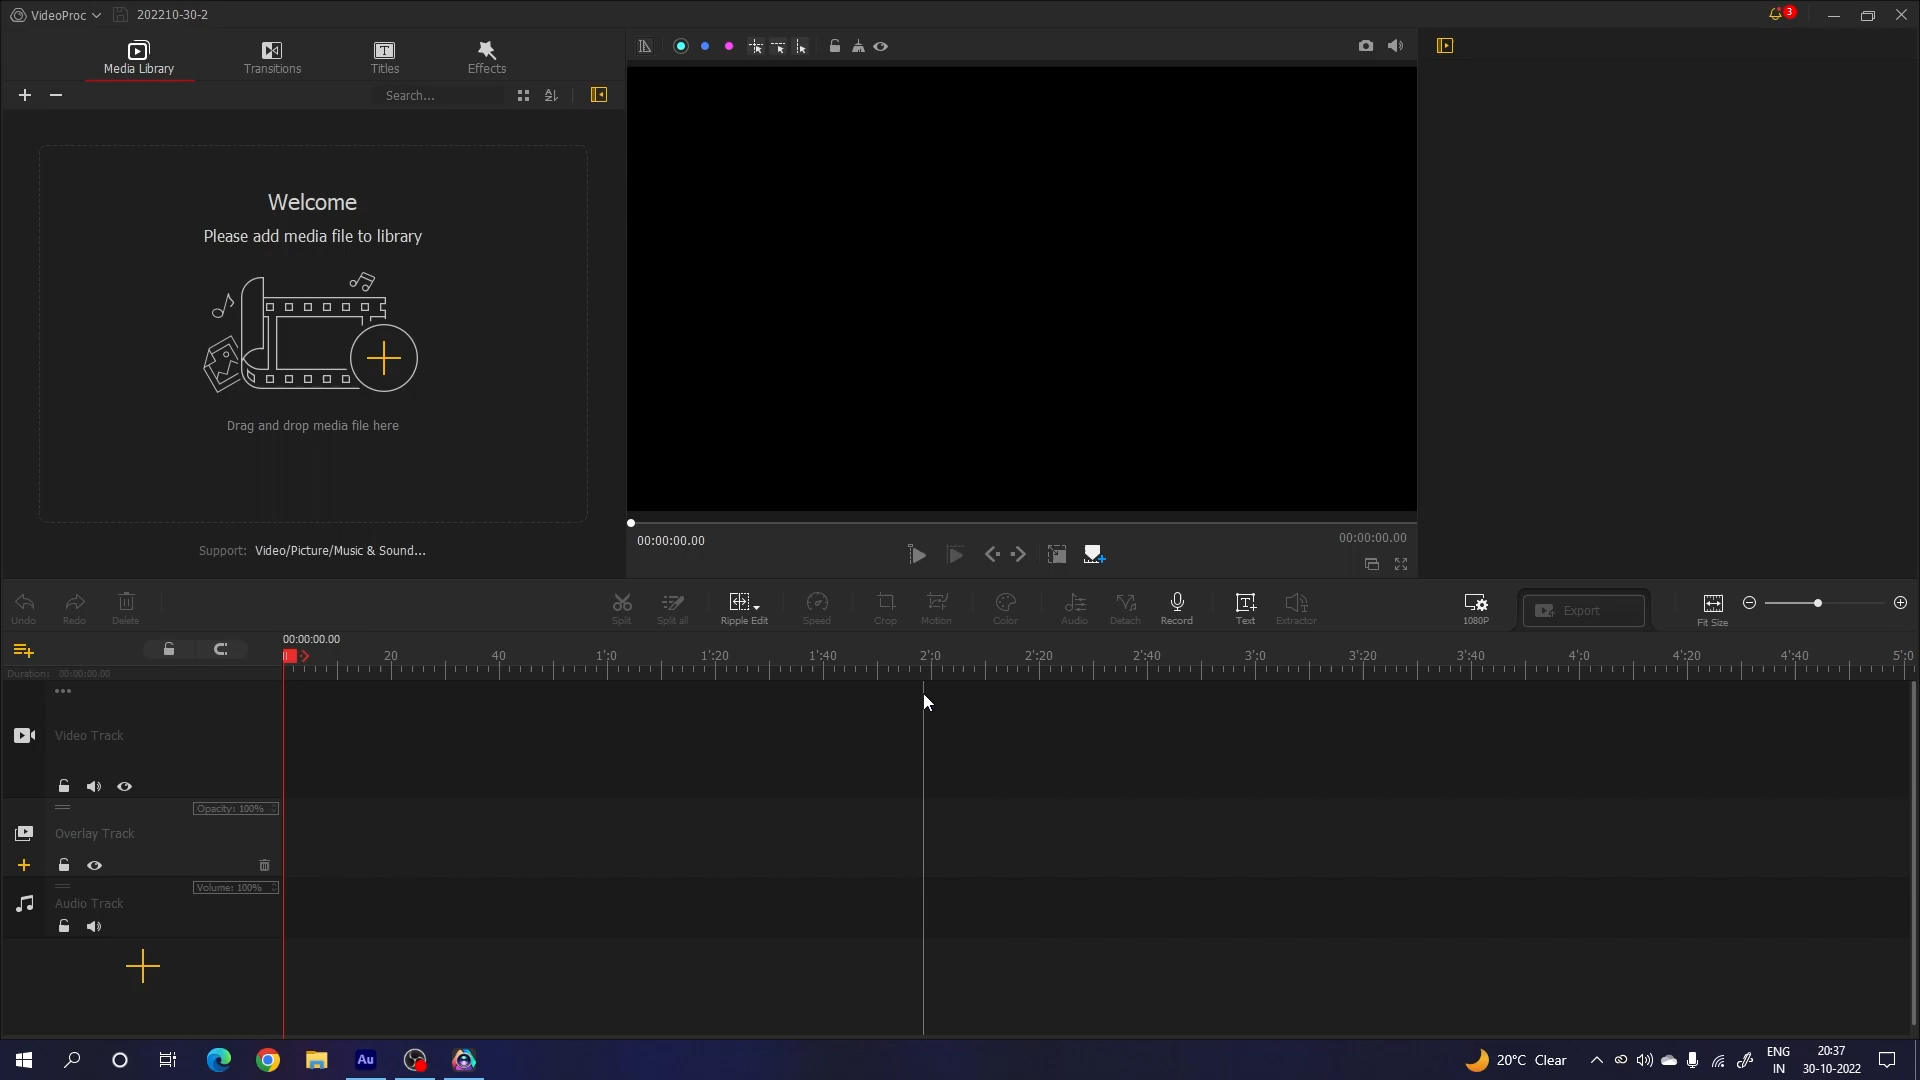 VideoProc
202210-30-2
3
Media Library
Transitions
Titles
Effects
Search...
Welcome
Please add media file to library
Drag and drop media file here
Support: Video/Picture/Music & Sound...
00:00:00.00
00:00:00.00
Undo
Redo
Delete
Split
Split all
Ripple Edit
Speed
Crop
Motion
Color
Audio
Detach
Record
Text
Extractor
1080P
Export
Fit Size
00:00:00.00
20 40 1':0 1':20 1':40 2':0 2':20 2':40 3':0 3':20 3':40 4':0 4':20 4':40 5':0
Duration: 00:00:00.00
Video Track
Opacity: 100%
Overlay Track
Volume: 100%
Audio Track
Au
20°C Clear
ENG
IN
20:37
30-10-2022